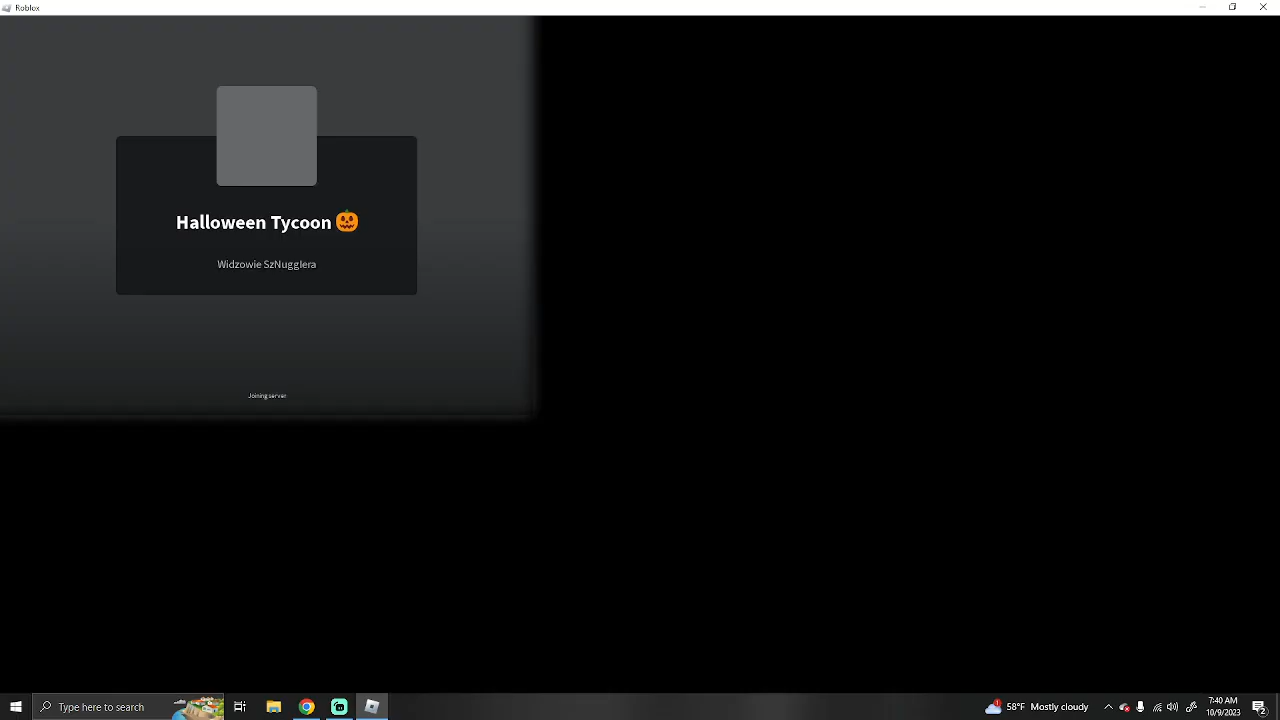 Roblox
Halloween Tycoon 🎃
Widzowie SzNugglera
Joining server
Type here to search
58°F Mostly cloudy
7:40 AM
10/9/2023